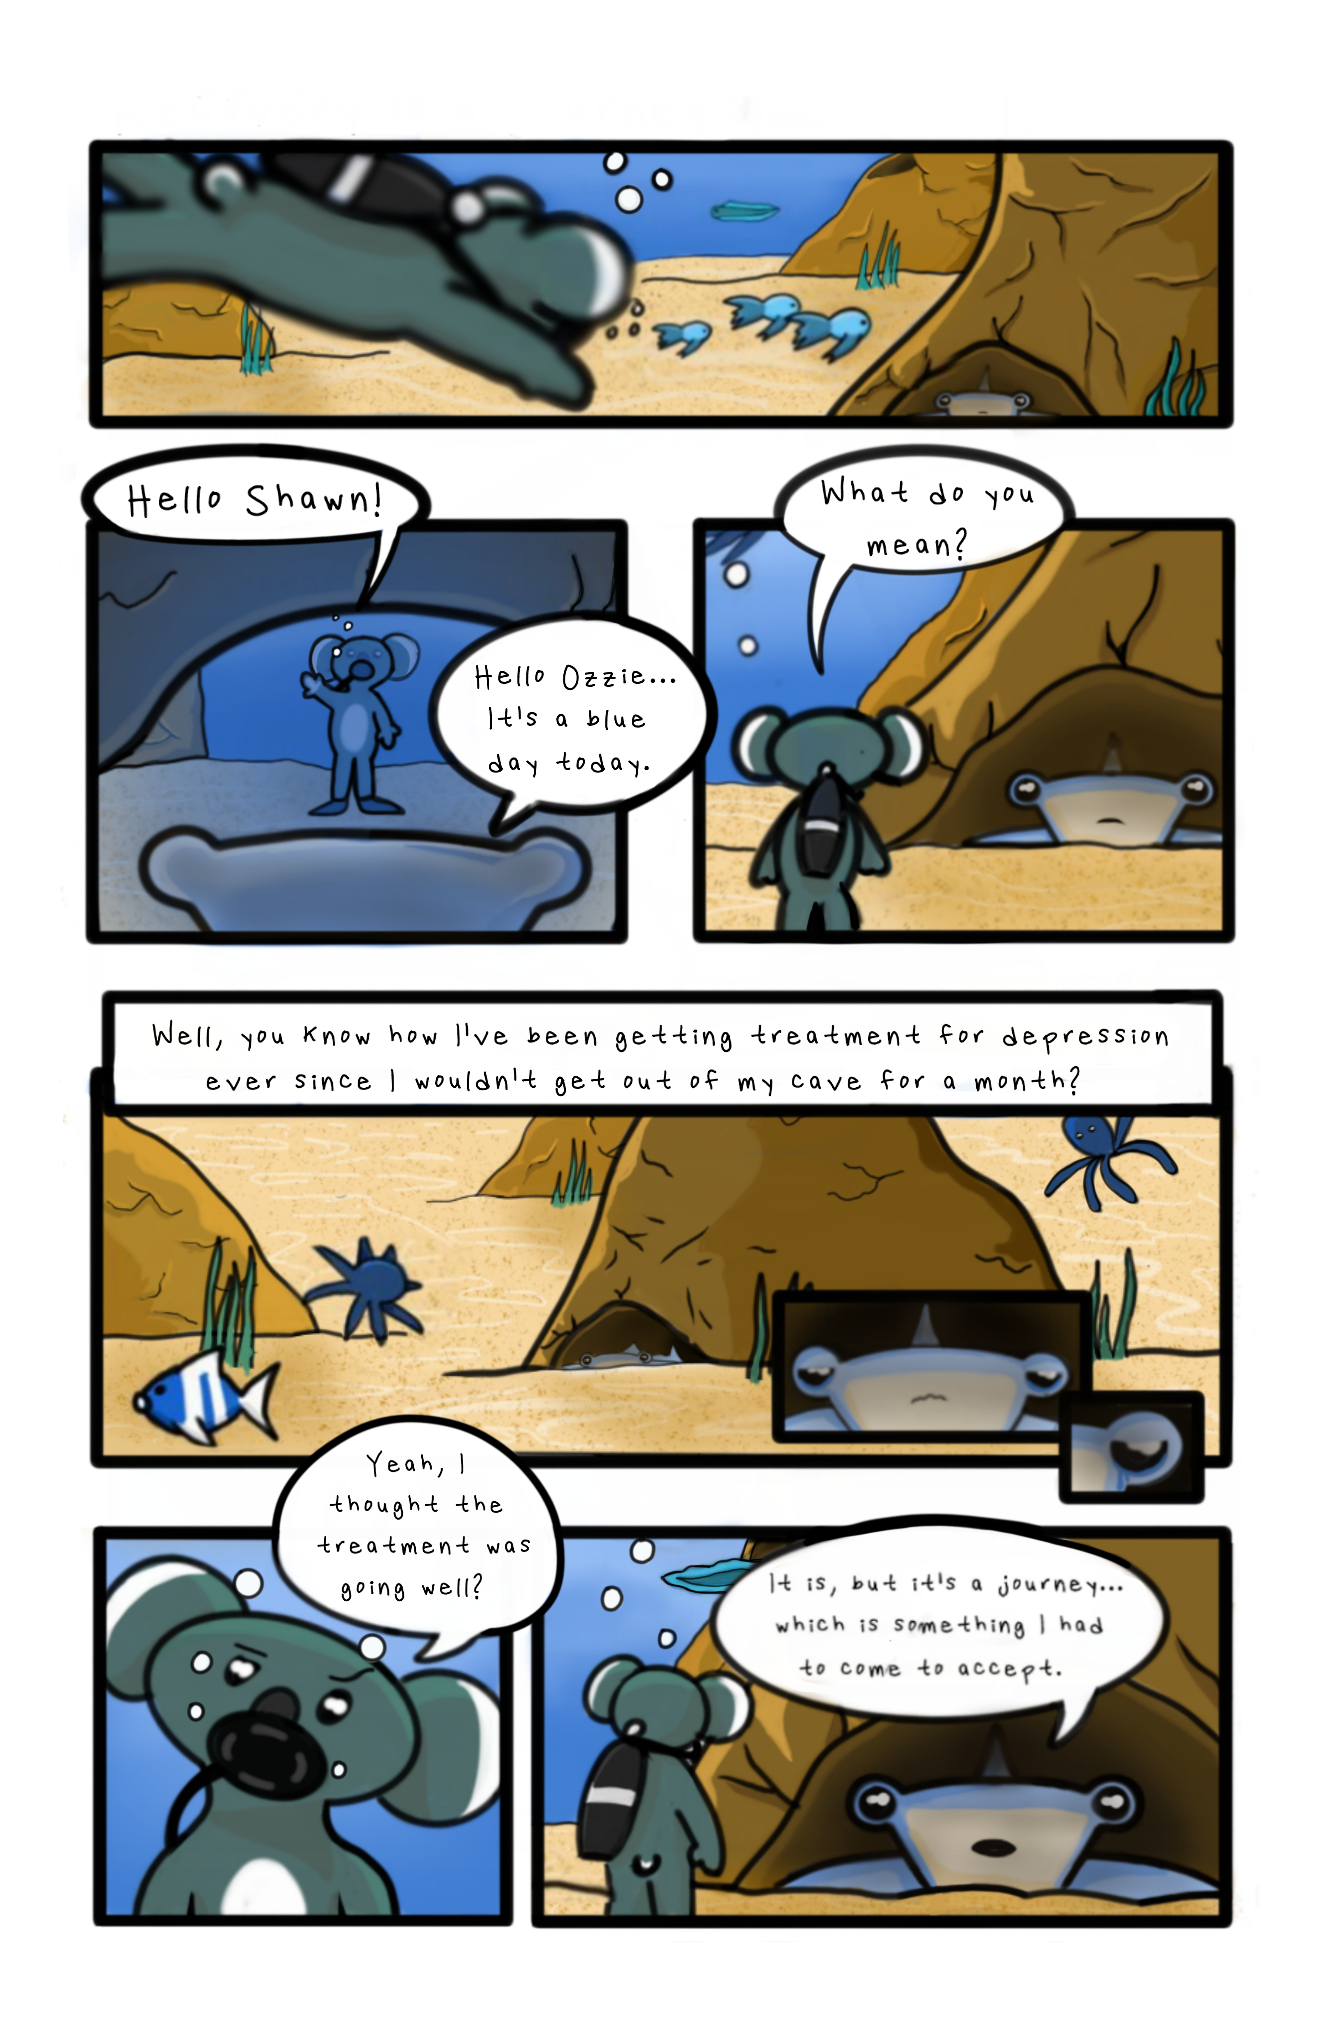 Hello Shawn!
Hello Ozzie...
It's a blue
day today.
What do you
mean?
Well, you know how I've been getting treatment for depression
ever since I wouldn't get out of my cave for a month?
Yeah, I
thought the
treatment was
going well?
It is, but it's a journey...
which is something I had
to come to accept.